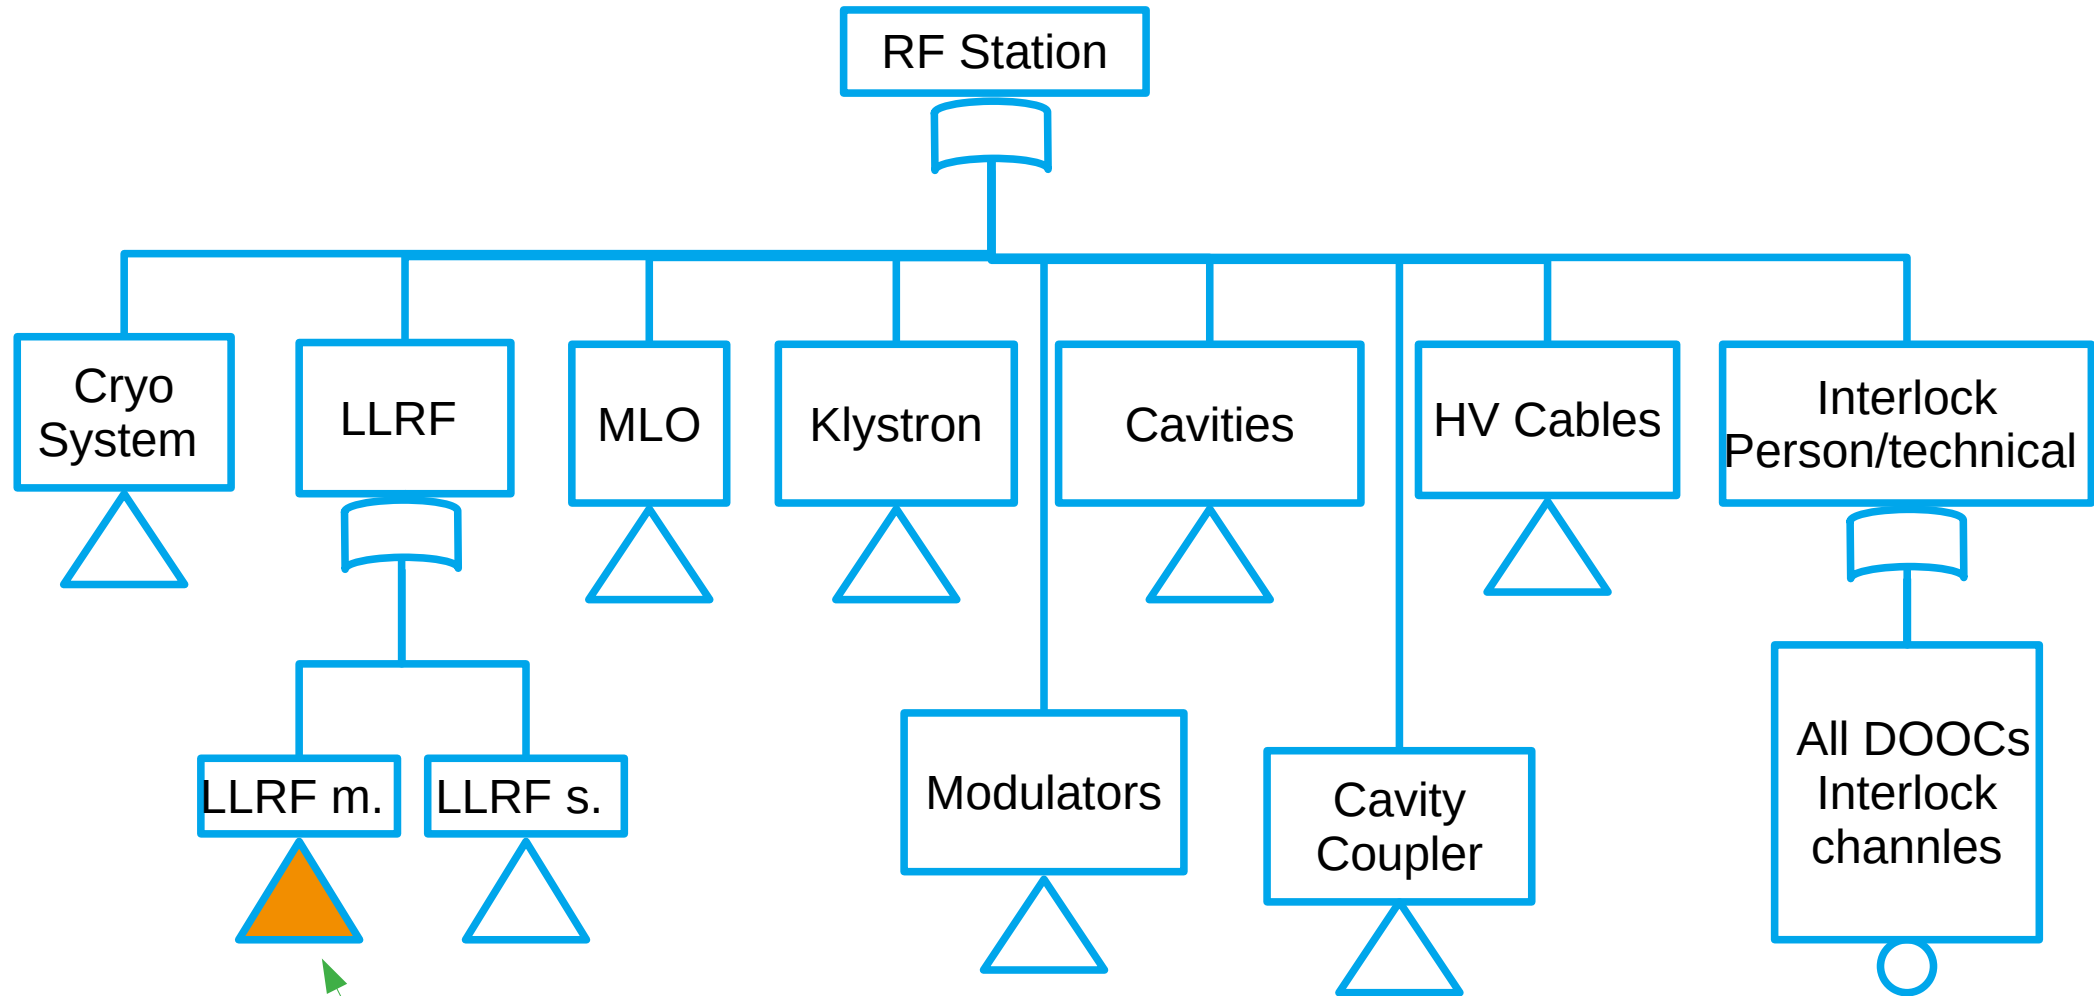 RF Station
Cryo
System
LLRF
MLO
Klystron
Cavities
HV Cables
Interlock
Person/technical
LLRF m.
LLRF s.
Modulators
Cavity
Coupler
All DOOCs
Interlock
channles